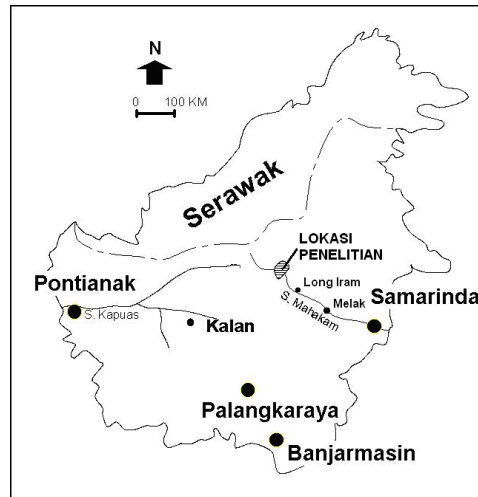 N
0 100 KM
Serawak
LOKASI
PENELITIAN
Long Iram
Pontianak
S. Kapuas
Melak
Samarinda
S. Mahakam
Kalan
Palangkaraya
Banjarmasin